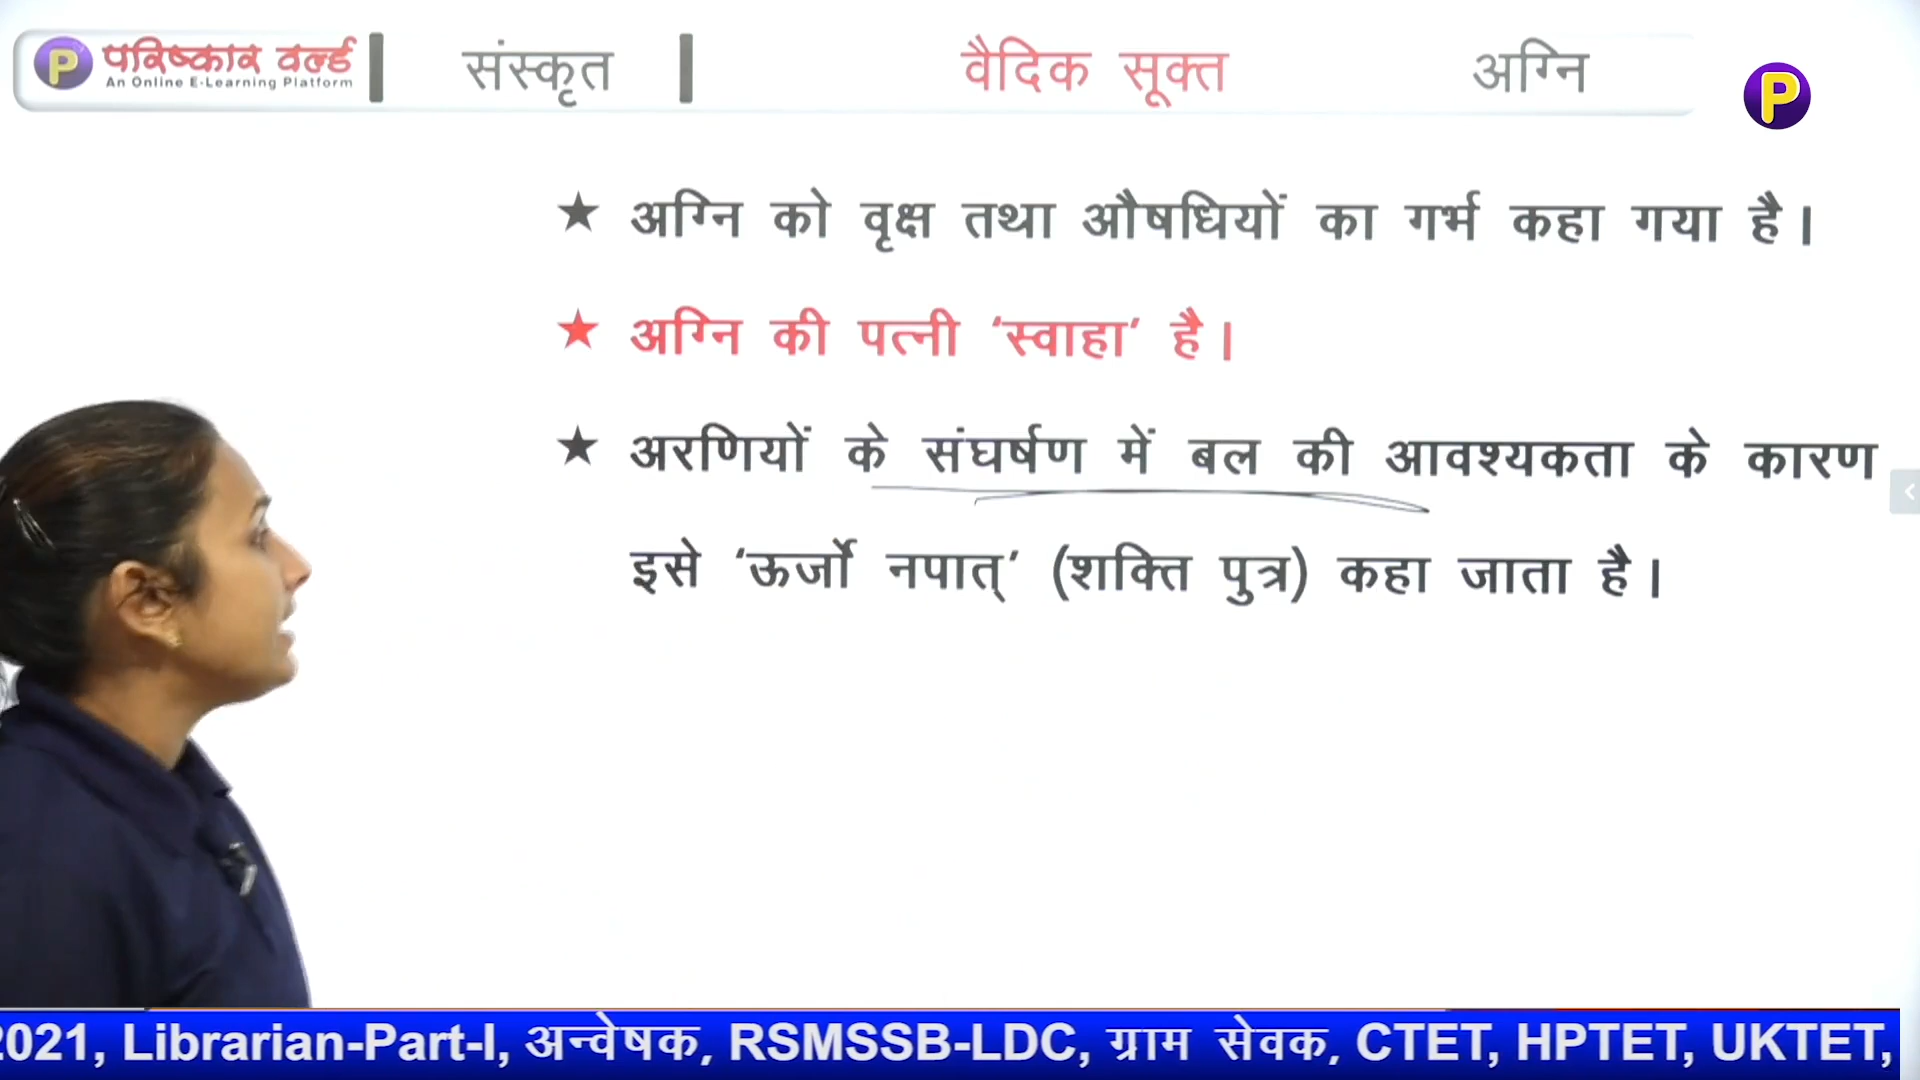 परिष्कार वर्ल्ड
An Online E-Learning Platform
संस्कृत
वैदिक सूक्त
अग्नि
★ अग्नि को वृक्ष तथा औषधियों का गर्भ कहा गया है।
★ अग्नि की पत्नी ‘स्वाहा’ है।
★ अरणियों के संघर्षण में बल की आवश्यकता के कारण
इसे ‘ऊर्जो नपात्’ (शक्ति पुत्र) कहा जाता है।
2021, Librarian-Part-I, अन्वेषक, RSMSSB-LDC, ग्राम सेवक, CTET, HPTET, UKTET,